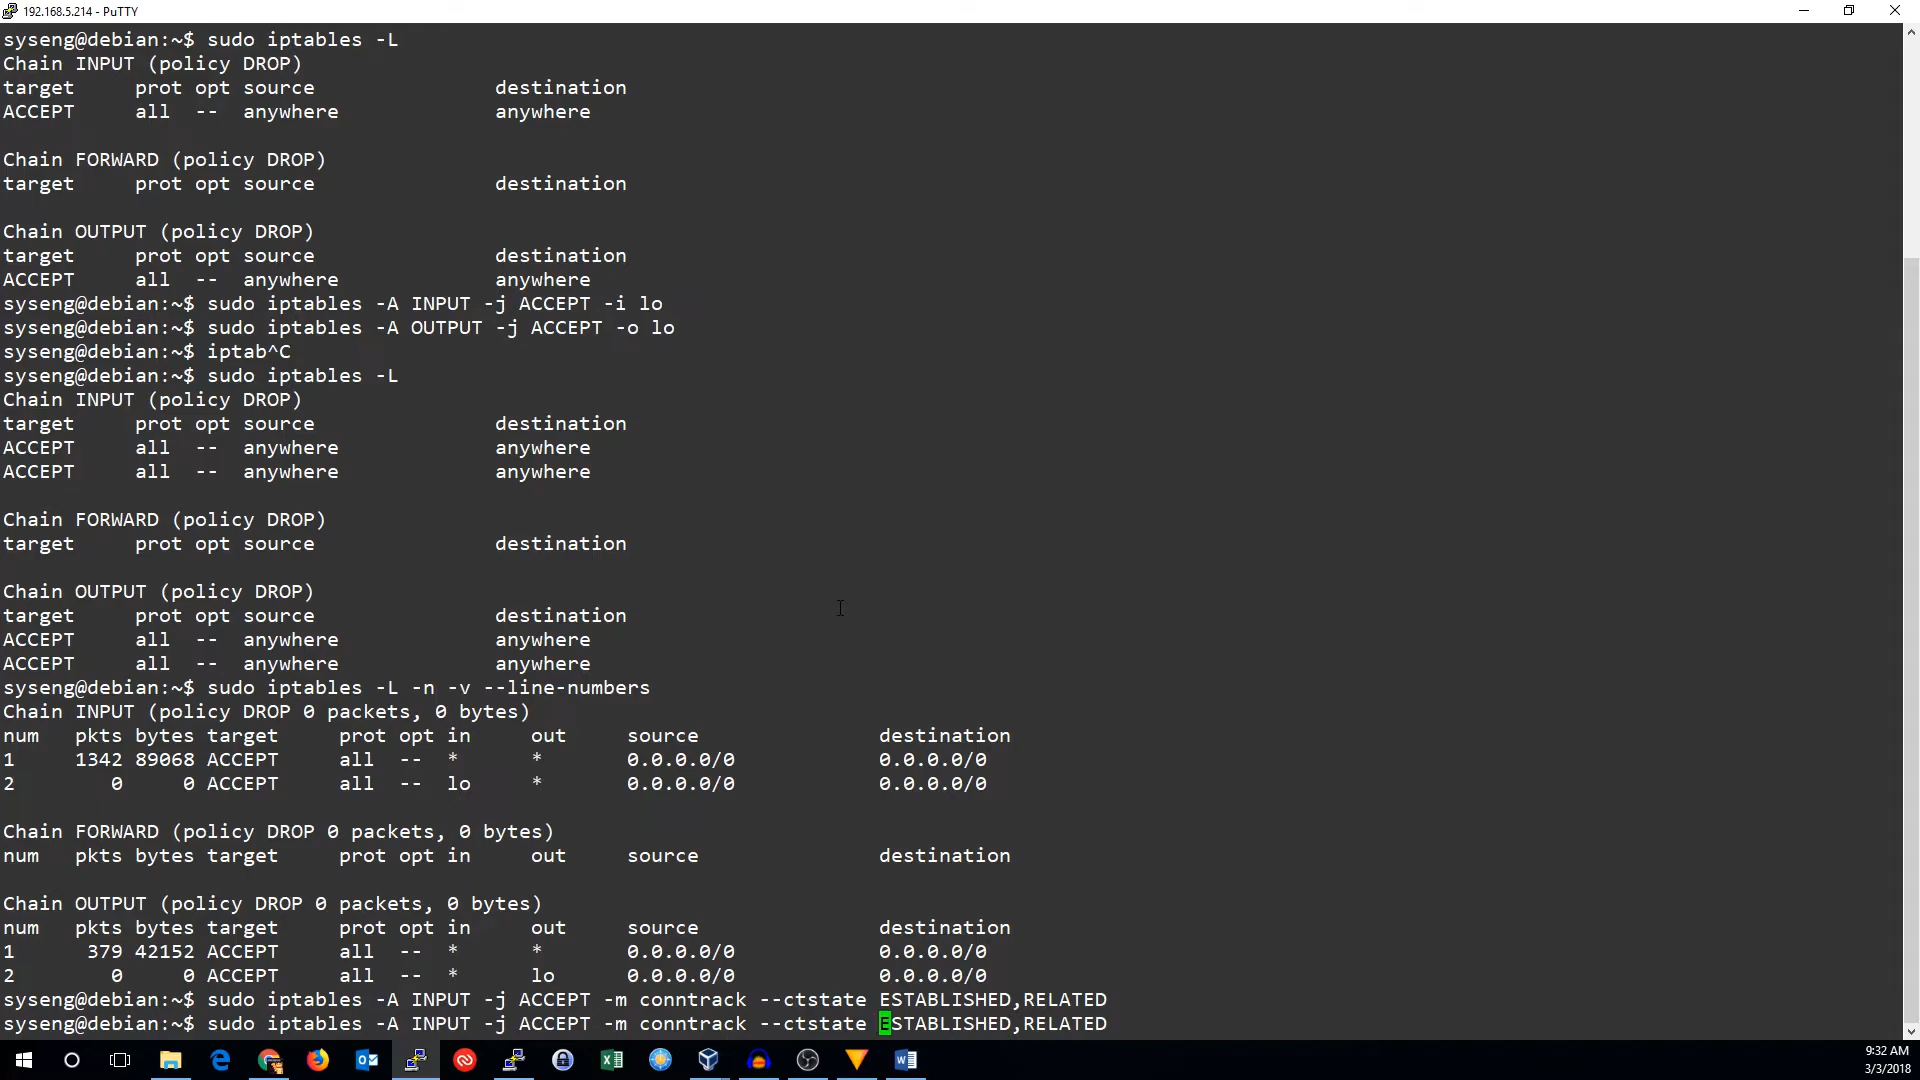 192.168.5.214 - PuTTY
syseng@debian:~$ sudo iptables -L
Chain INPUT (policy DROP)
target     prot opt source               destination
ACCEPT     all  --  anywhere             anywhere
Chain FORWARD (policy DROP)
target     prot opt source               destination
Chain OUTPUT (policy DROP)
target     prot opt source               destination
ACCEPT     all  --  anywhere             anywhere
syseng@debian:~$ sudo iptables -A INPUT -j ACCEPT -i lo
syseng@debian:~$ sudo iptables -A OUTPUT -j ACCEPT -o lo
syseng@debian:~$ iptab^C
syseng@debian:~$ sudo iptables -L
Chain INPUT (policy DROP)
target     prot opt source               destination
ACCEPT     all  --  anywhere             anywhere
ACCEPT     all  --  anywhere             anywhere
Chain FORWARD (policy DROP)
target     prot opt source               destination
Chain OUTPUT (policy DROP)
target     prot opt source               destination
ACCEPT     all  --  anywhere             anywhere
ACCEPT     all  --  anywhere             anywhere
syseng@debian:~$ sudo iptables -L -n -v --line-numbers
Chain INPUT (policy DROP 0 packets, 0 bytes)
num   pkts bytes target     prot opt in     out     source               destination
1     1342 89068 ACCEPT     all  --  *      *       0.0.0.0/0            0.0.0.0/0
2        0     0 ACCEPT     all  --  lo     *       0.0.0.0/0            0.0.0.0/0
Chain FORWARD (policy DROP 0 packets, 0 bytes)
num   pkts bytes target     prot opt in     out     source               destination
Chain OUTPUT (policy DROP 0 packets, 0 bytes)
num   pkts bytes target     prot opt in     out     source               destination
1      379 42152 ACCEPT     all  --  *      *       0.0.0.0/0            0.0.0.0/0
2        0     0 ACCEPT     all  --  *      lo      0.0.0.0/0            0.0.0.0/0
syseng@debian:~$ sudo iptables -A INPUT -j ACCEPT -m conntrack --ctstate ESTABLISHED,RELATED
syseng@debian:~$ sudo iptables -A INPUT -j ACCEPT -m conntrack --ctstate ESTABLISHED,RELATED
9:32 AM
3/3/2018